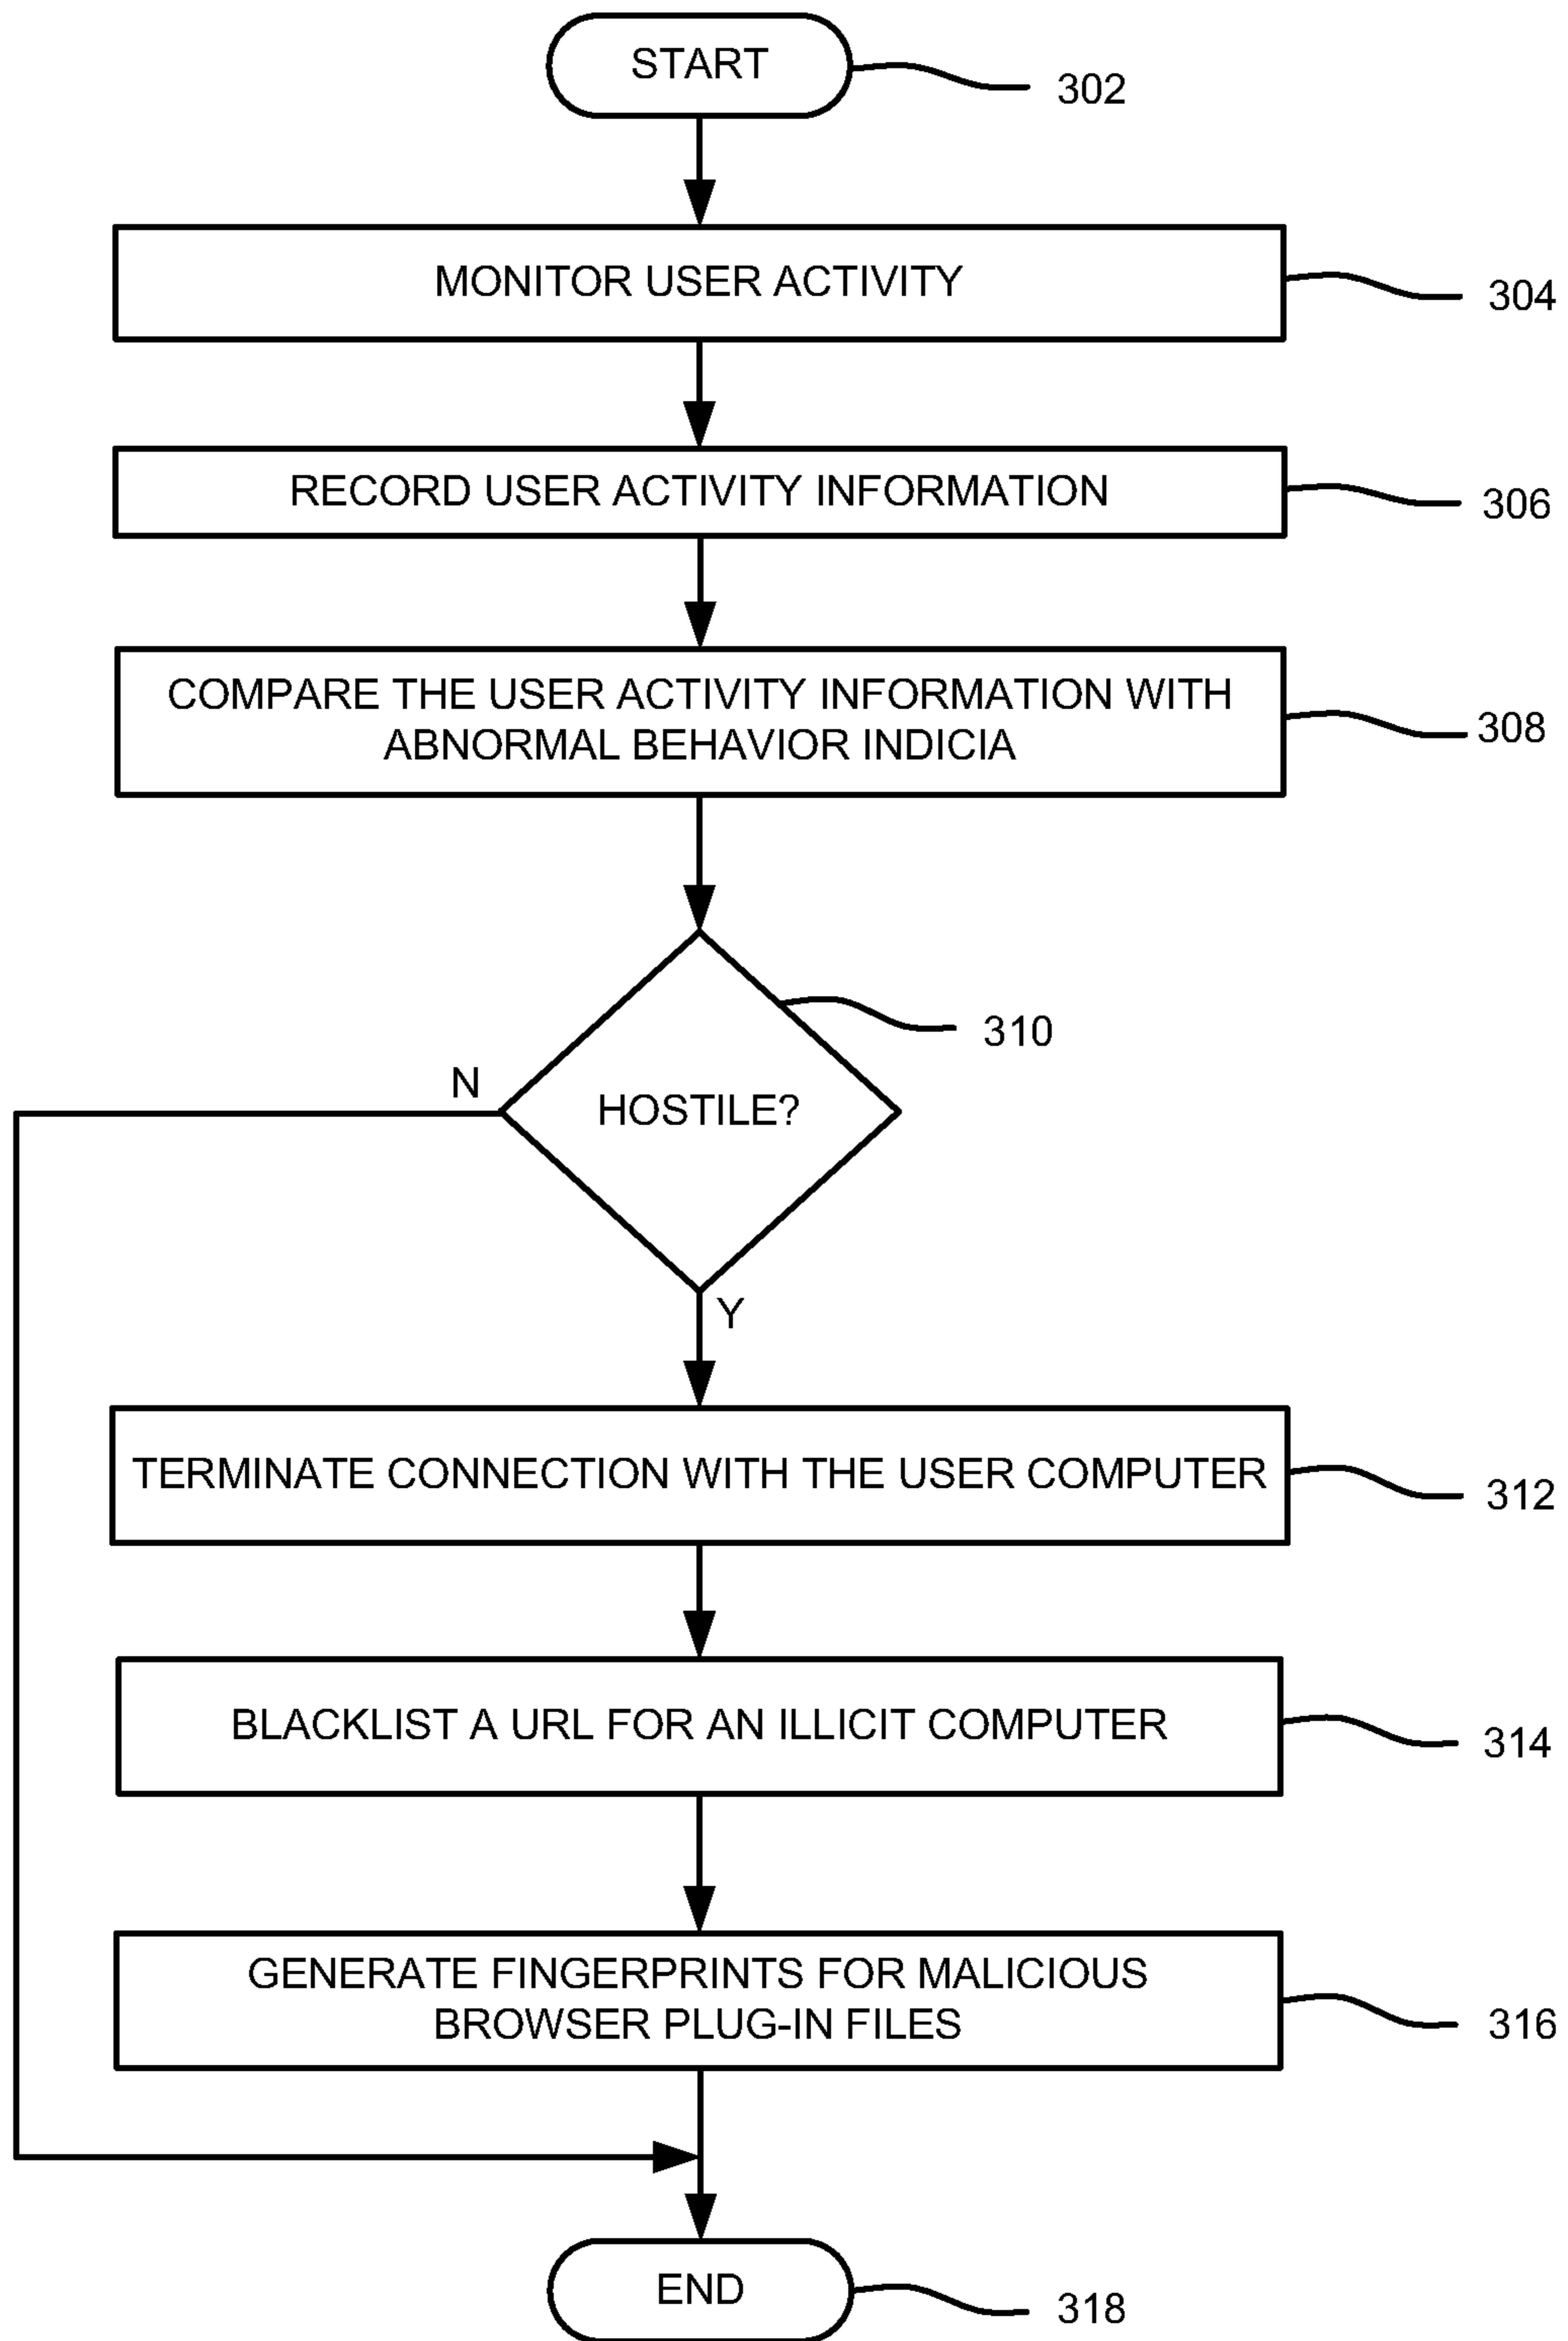 START
302
MONITOR USER ACTIVITY
304
RECORD USER ACTIVITY INFORMATION
306
COMPARE THE USER ACTIVITY INFORMATION WITH
ABNORMAL BEHAVIOR INDICIA
308
310
N
HOSTILE?
Y
TERMINATE CONNECTION WITH THE USER COMPUTER
312
BLACKLIST A URL FOR AN ILLICIT COMPUTER
314
GENERATE FINGERPRINTS FOR MALICIOUS
BROWSER PLUG-IN FILES
316
END
318